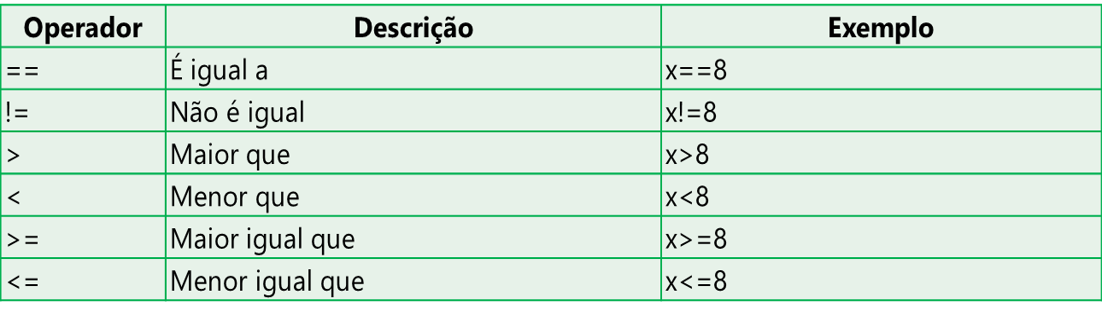 Operador Descrição Exemplo
== É igual a x==8
!= Não é igual x!=8
> Maior que x>8
< Menor que x<8
>= Maior igual que x>=8
<= Menor igual que x<=8